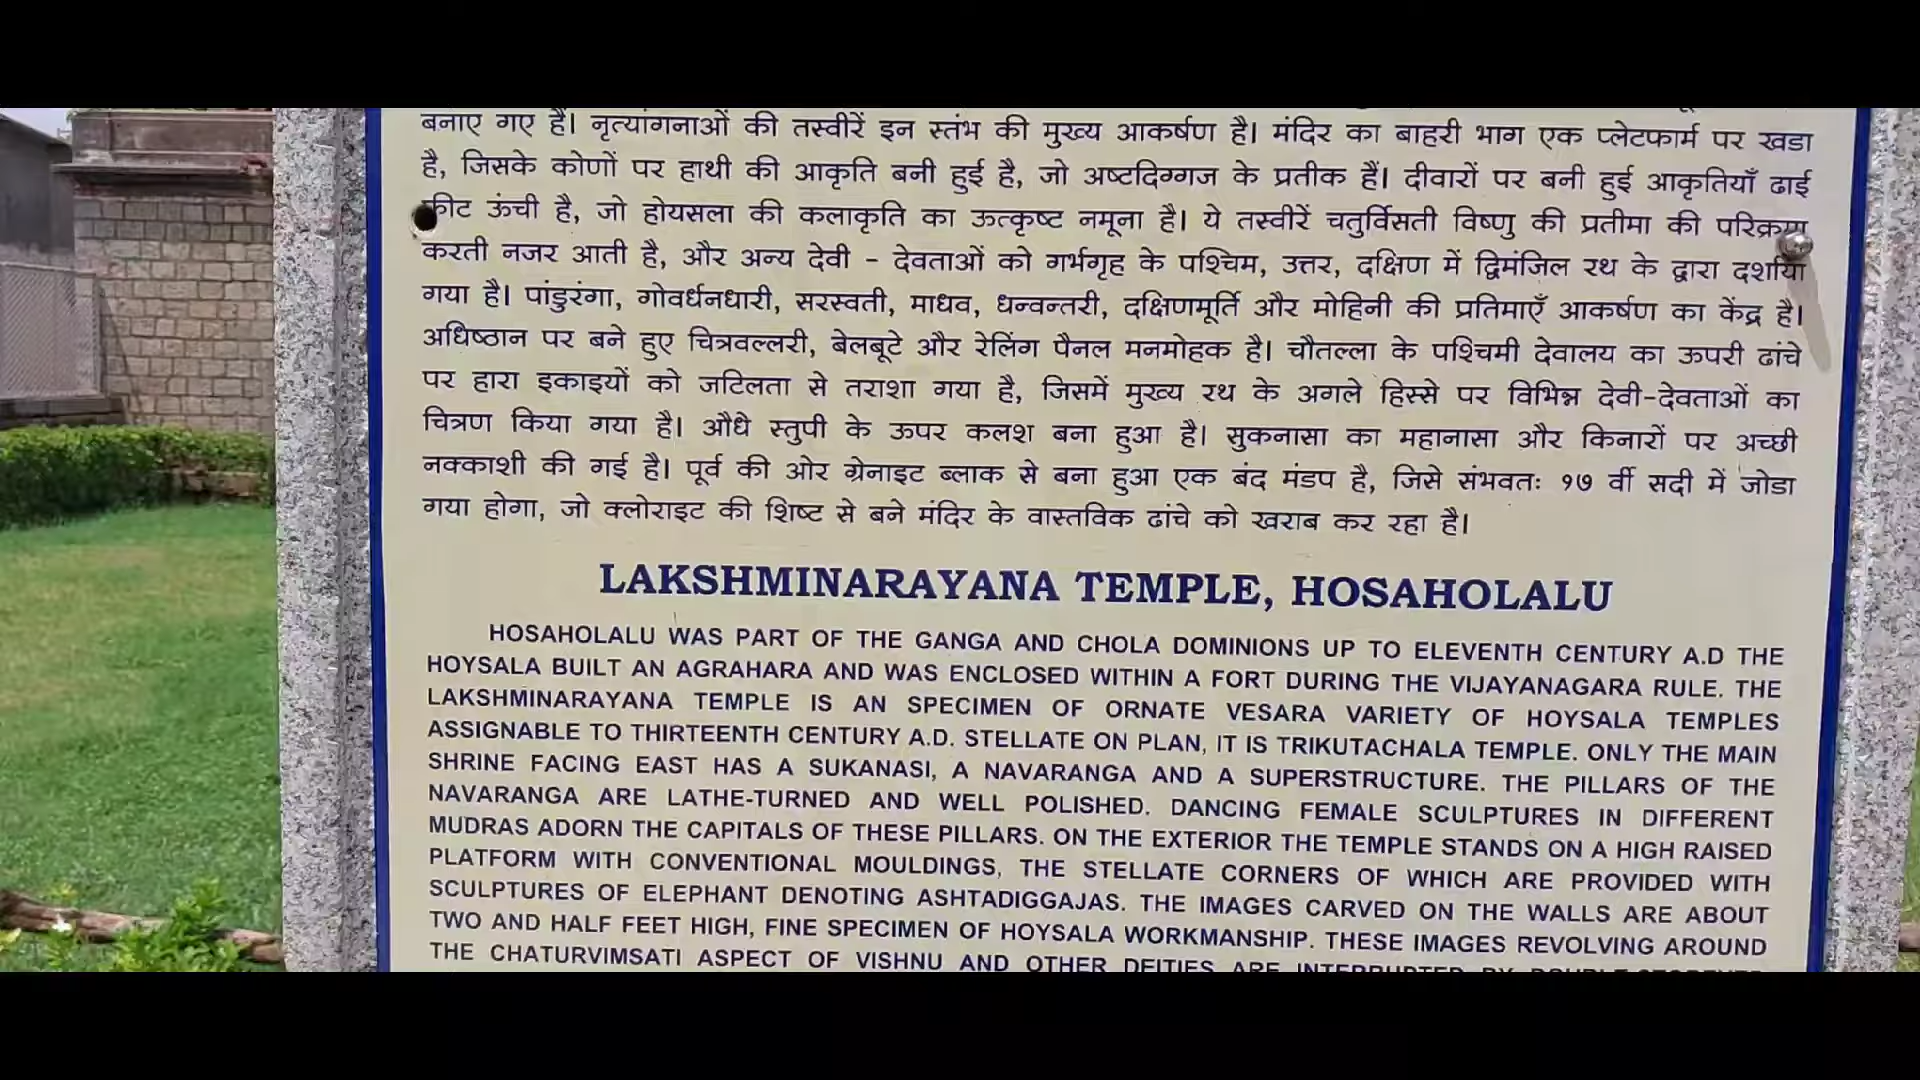 बनाए गए हैं। नृत्यांगनाओं की तस्वीरें इन स्तंभ की मुख्य आकर्षण है। मंदिर का बाहरी भाग एक प्लेटफार्म पर खडा
है, जिसके कोणों पर हाथी की आकृति बनी हुई है, जो अष्टदिग्गज के प्रतीक हैं। दीवारों पर बनी हुई आकृतियाँ ढाई
फीट ऊंची है, जो होयसला की कलाकृति का ऊत्कृष्ट नमूना है। ये तस्वीरें चतुर्विसती विष्णु की प्रतीमा की परिक्रमा
करती नजर आती है, और अन्य देवी - देवताओं को गर्भगृह के पश्चिम, उत्तर, दक्षिण में द्विमंजिल रथ के द्वारा दर्शाया
गया है। पांडुरंगा, गोवर्धनधारी, सरस्वती, माधव, धन्वन्तरी, दक्षिणमूर्ति और मोहिनी की प्रतिमाएँ आकर्षण का केंद्र है।
अधिष्ठान पर बने हुए चित्रवल्लरी, बेलबूटे और रेलिंग पैनल मनमोहक है। चौतल्ला के पश्चिमी देवालय का ऊपरी ढांचे
पर हारा इकाइयों को जटिलता से तराशा गया है, जिसमें मुख्य रथ के अगले हिस्से पर विभिन्न देवी-देवताओं का
चित्रण किया गया है। औधे स्तुपी के ऊपर कलश बना हुआ है। सुकनासा का महानासा और किनारों पर अच्छी
नक्काशी की गई है। पूर्व की ओर ग्रेनाइट ब्लाक से बना हुआ एक बंद मंडप है, जिसे संभवतः १७ वीं सदी में जोडा
गया होगा, जो क्लोराइट की शिष्ट से बने मंदिर के वास्तविक ढांचे को खराब कर रहा है।
LAKSHMINARAYANA TEMPLE, HOSAHOLALU
HOSAHOLALU WAS PART OF THE GANGA AND CHOLA DOMINIONS UP TO ELEVENTH CENTURY A.D THE
HOYSALA BUILT AN AGRAHARA AND WAS ENCLOSED WITHIN A FORT DURING THE VIJAYANAGARA RULE. THE
LAKSHMINARAYANA TEMPLE IS AN SPECIMEN OF ORNATE VESARA VARIETY OF HOYSALA TEMPLES
ASSIGNABLE TO THIRTEENTH CENTURY A.D. STELLATE ON PLAN, IT IS TRIKUTACHALA TEMPLE. ONLY THE MAIN
SHRINE FACING EAST HAS A SUKANASI, A NAVARANGA AND A SUPERSTRUCTURE. THE PILLARS OF THE
NAVARANGA ARE LATHE-TURNED AND WELL POLISHED. DANCING FEMALE SCULPTURES IN DIFFERENT
MUDRAS ADORN THE CAPITALS OF THESE PILLARS. ON THE EXTERIOR THE TEMPLE STANDS ON A HIGH RAISED
PLATFORM WITH CONVENTIONAL MOULDINGS, THE STELLATE CORNERS OF WHICH ARE PROVIDED WITH
SCULPTURES OF ELEPHANT DENOTING ASHTADIGGAJAS. THE IMAGES CARVED ON THE WALLS ARE ABOUT
TWO AND HALF FEET HIGH, FINE SPECIMEN OF HOYSALA WORKMANSHIP. THESE IMAGES REVOLVING AROUND
THE CHATURVIMSATI ASPECT OF VISHNU AND OTHER DEITIES ARE